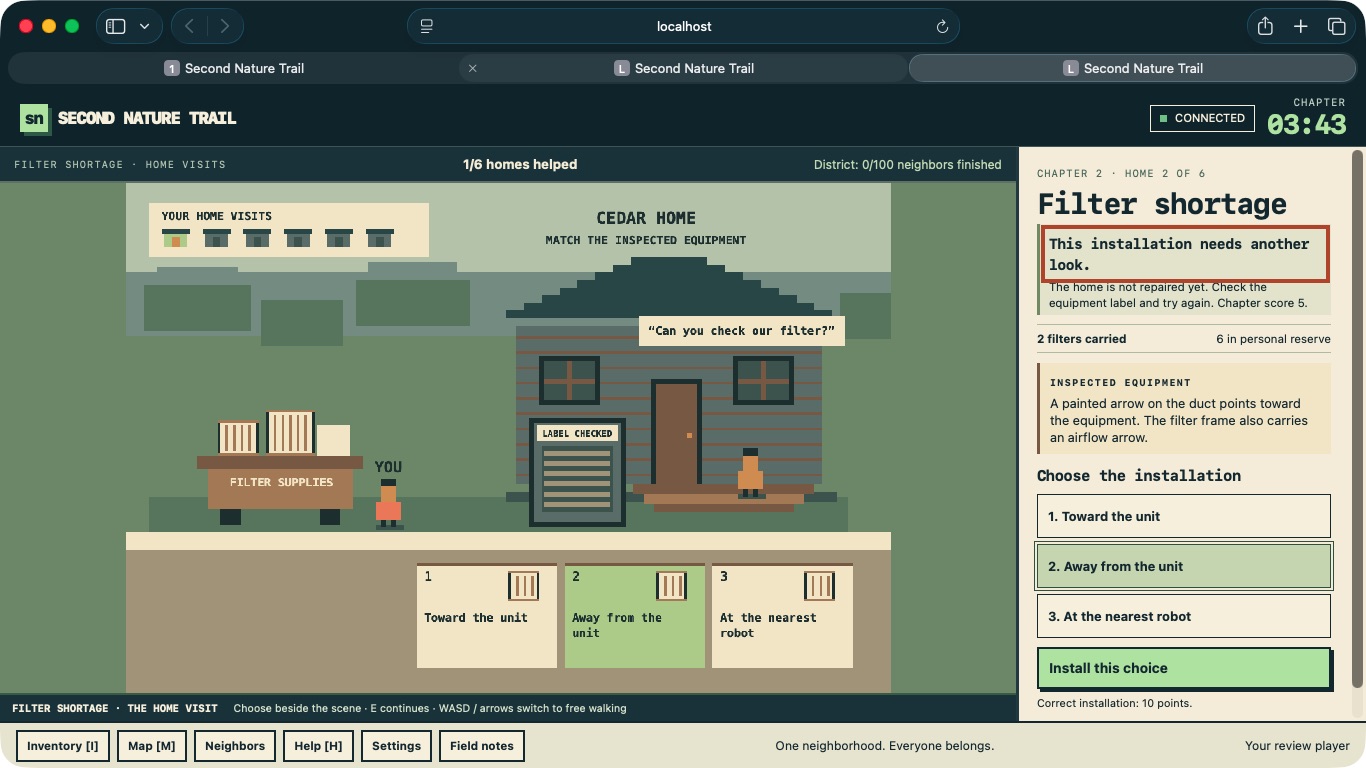 localhost
1 Second Nature Trail
L Second Nature Trail
L Second Nature Trail
sn SECOND NATURE TRAIL
CONNECTED
CHAPTER
03:43
FILTER SHORTAGE · HOME VISITS
1/6 homes helped
District: 0/100 neighbors finished
YOUR HOME VISITS
CEDAR HOME
MATCH THE INSPECTED EQUIPMENT
“Can you check our filter?”
LABEL CHECKED
FILTER SUPPLIES
YOU
1
Toward the unit
2
Away from the
unit
3
At the nearest
robot
FILTER SHORTAGE · THE HOME VISIT
Choose beside the scene · E continues · WASD / arrows switch to free walking
CHAPTER 2 · HOME 2 OF 6
Filter shortage
This installation needs another
look.
The home is not repaired yet. Check the
equipment label and try again. Chapter score 5.
2 filters carried
6 in personal reserve
INSPECTED EQUIPMENT
A painted arrow on the duct points toward
the equipment. The filter frame also carries
an airflow arrow.
Choose the installation
1. Toward the unit
2. Away from the unit
3. At the nearest robot
Install this choice
Correct installation: 10 points.
Inventory [I]
Map [M]
Neighbors
Help [H]
Settings
Field notes
One neighborhood. Everyone belongs.
Your review player